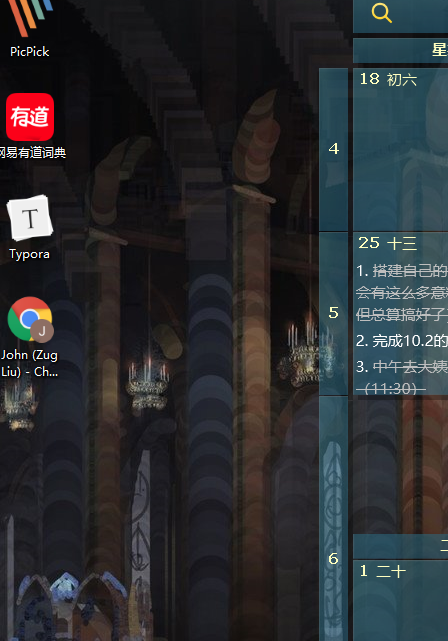 PicPick
有道
网易有道词典
T
Typora
J
John (Zug
Liu) - Ch...
星
4
18 初六
5
25 十三
1. 搭建自己的
会有这么多意
但总算搞好了
2. 完成10.2的
3. 中午去大姨
(11:30)
二
6
1 二十